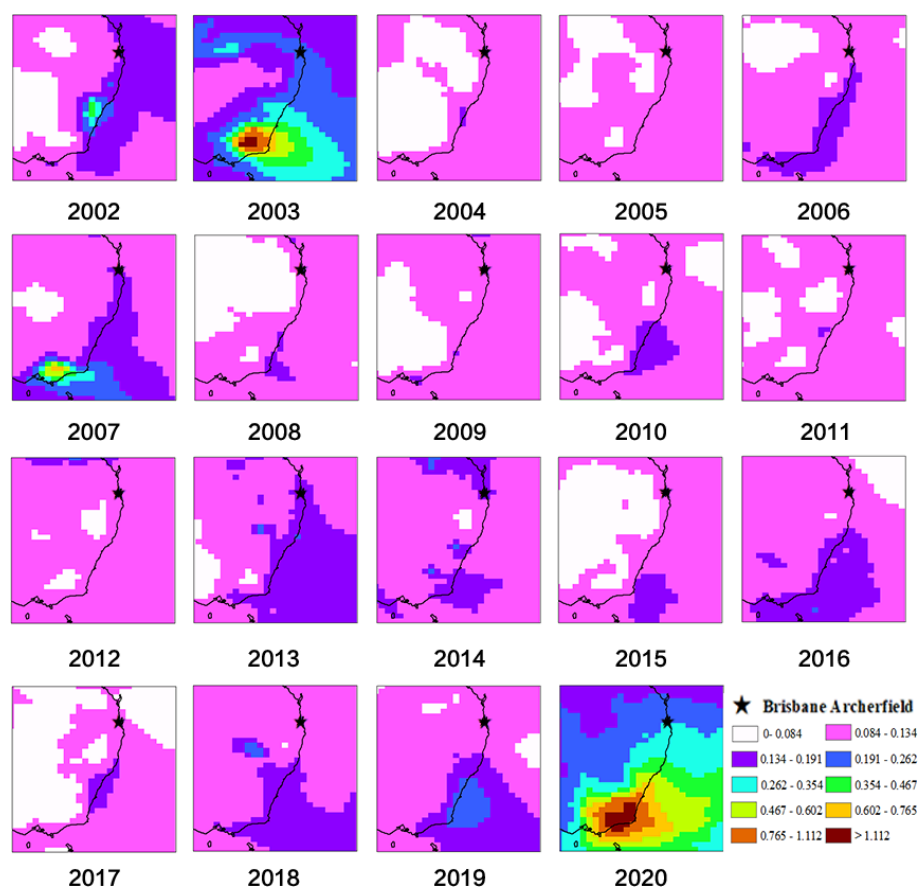 2002 2003 2004 2005 2006
2007 2008 2009 2010 2011
2012 2013 2014 2015 2016
★ Brisbane Archerfield
0- 0.084 0.084 - 0.134
0.134 - 0.191 0.191 - 0.262
0.262 - 0.354 0.354 - 0.467
0.467 - 0.602 0.602 - 0.765
0.765 - 1.112 > 1.112
2017 2018 2019 2020